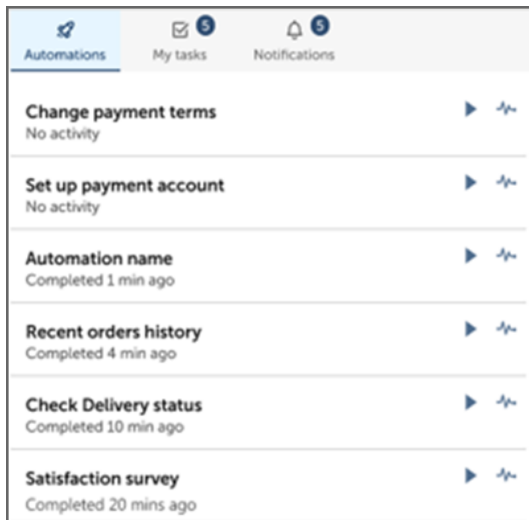 5
5
Automations
My tasks
Notifications
Change payment terms
No activity
Set up payment account
No activity
Automation name
Completed 1 min ago
Recent orders history
Completed 4 min ago
Check Delivery status
Completed 10 min ago
Satisfaction survey
Completed 20 mins ago